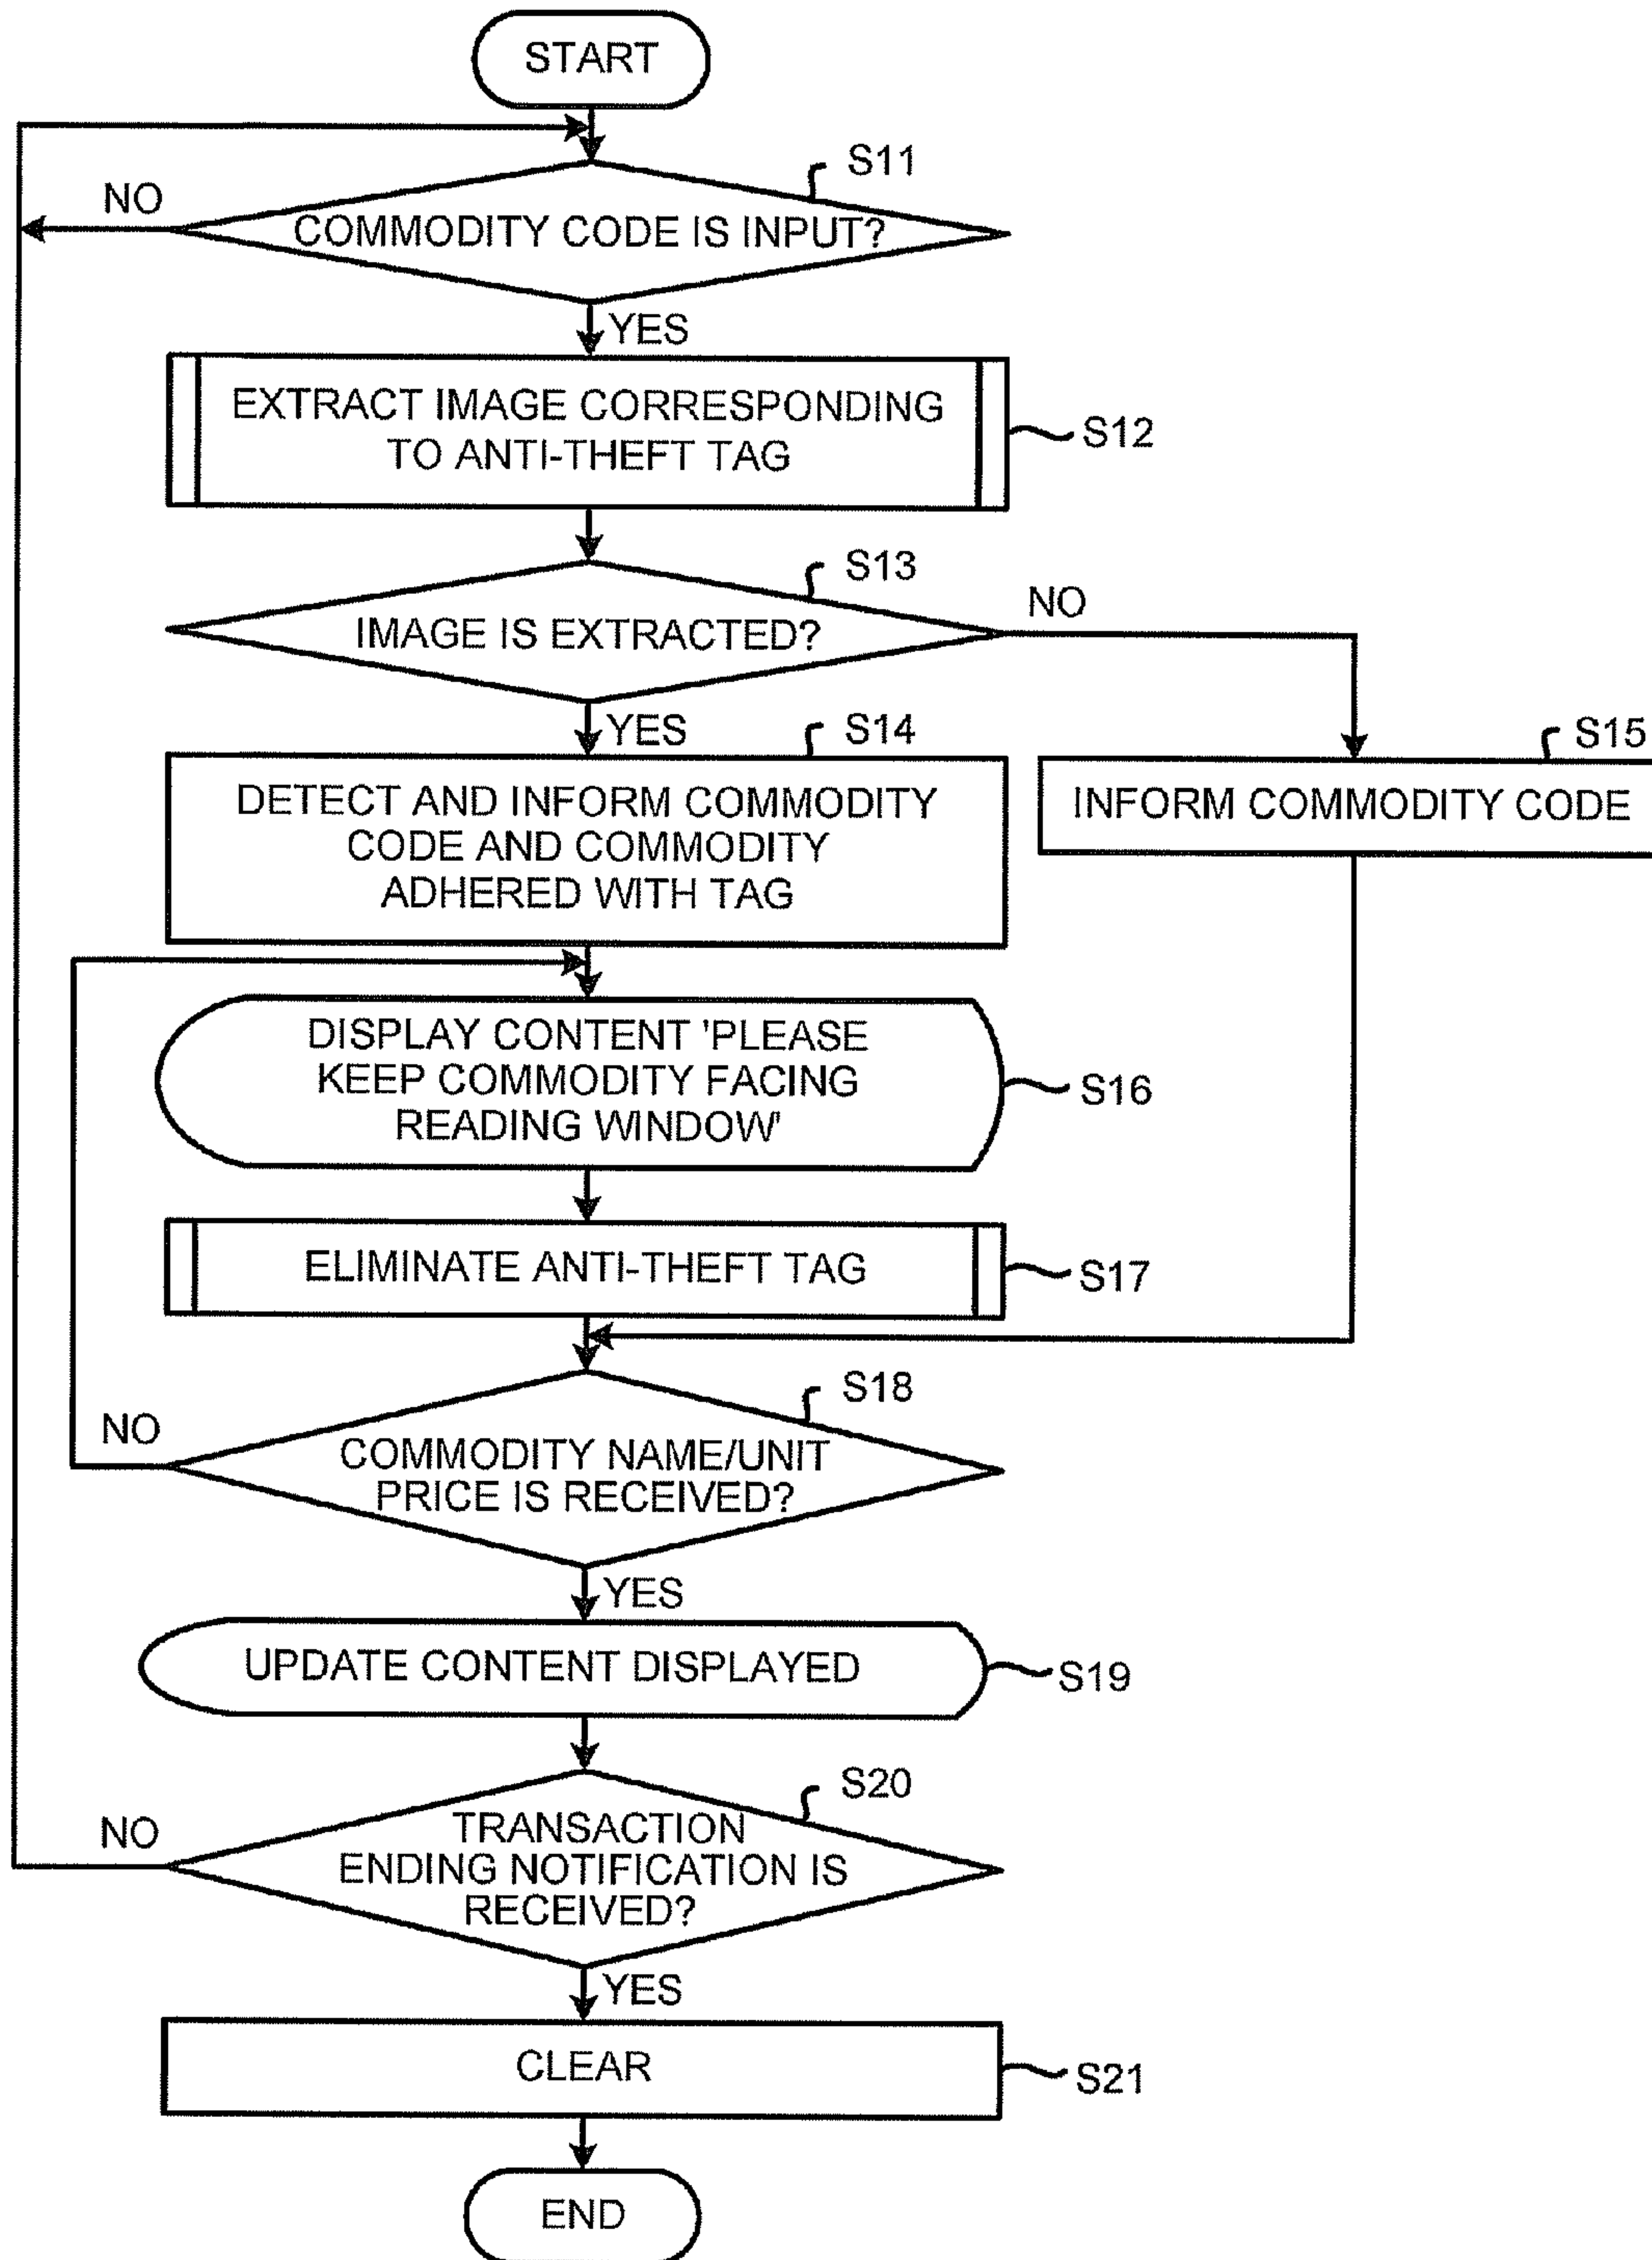 START
S11
NO
COMMODITY CODE IS INPUT?
YES
EXTRACT IMAGE CORRESPONDING
TO ANTI-THEFT TAG
S12
S13
NO
IMAGE IS EXTRACTED?
YES
S14
S15
DETECT AND INFORM COMMODITY
CODE AND COMMODITY
ADHERED WITH TAG
INFORM COMMODITY CODE
DISPLAY CONTENT 'PLEASE
KEEP COMMODITY FACING
READING WINDOW'
S16
ELIMINATE ANTI-THEFT TAG
S17
S18
NO
COMMODITY NAME/UNIT
PRICE IS RECEIVED?
YES
UPDATE CONTENT DISPLAYED
S19
S20
NO
TRANSACTION
ENDING NOTIFICATION IS
RECEIVED?
YES
CLEAR
S21
END